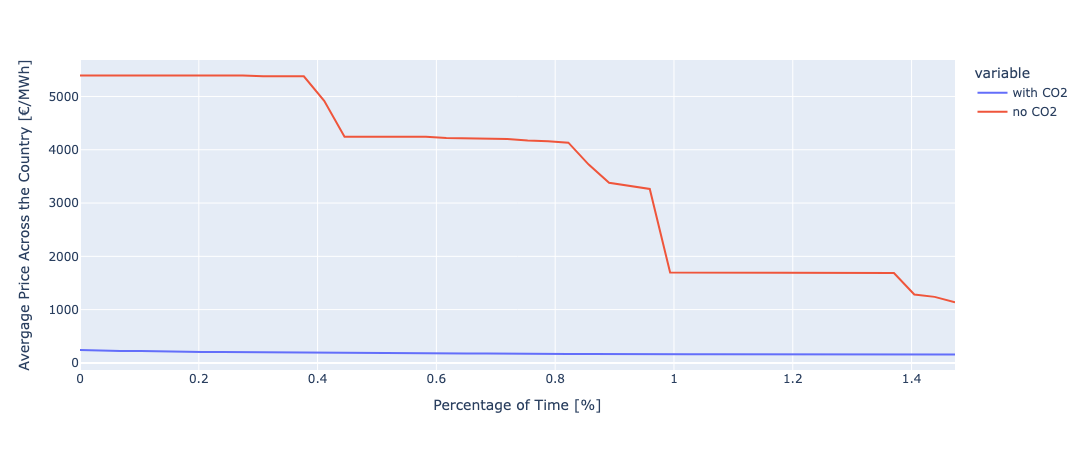 Avergage Price Across the Country [€/MWh]
5000
4000
3000
2000
1000
0
0 0.2 0.4 0.6 0.8 1 1.2 1.4
Percentage of Time [%]
variable
with CO2
no CO2